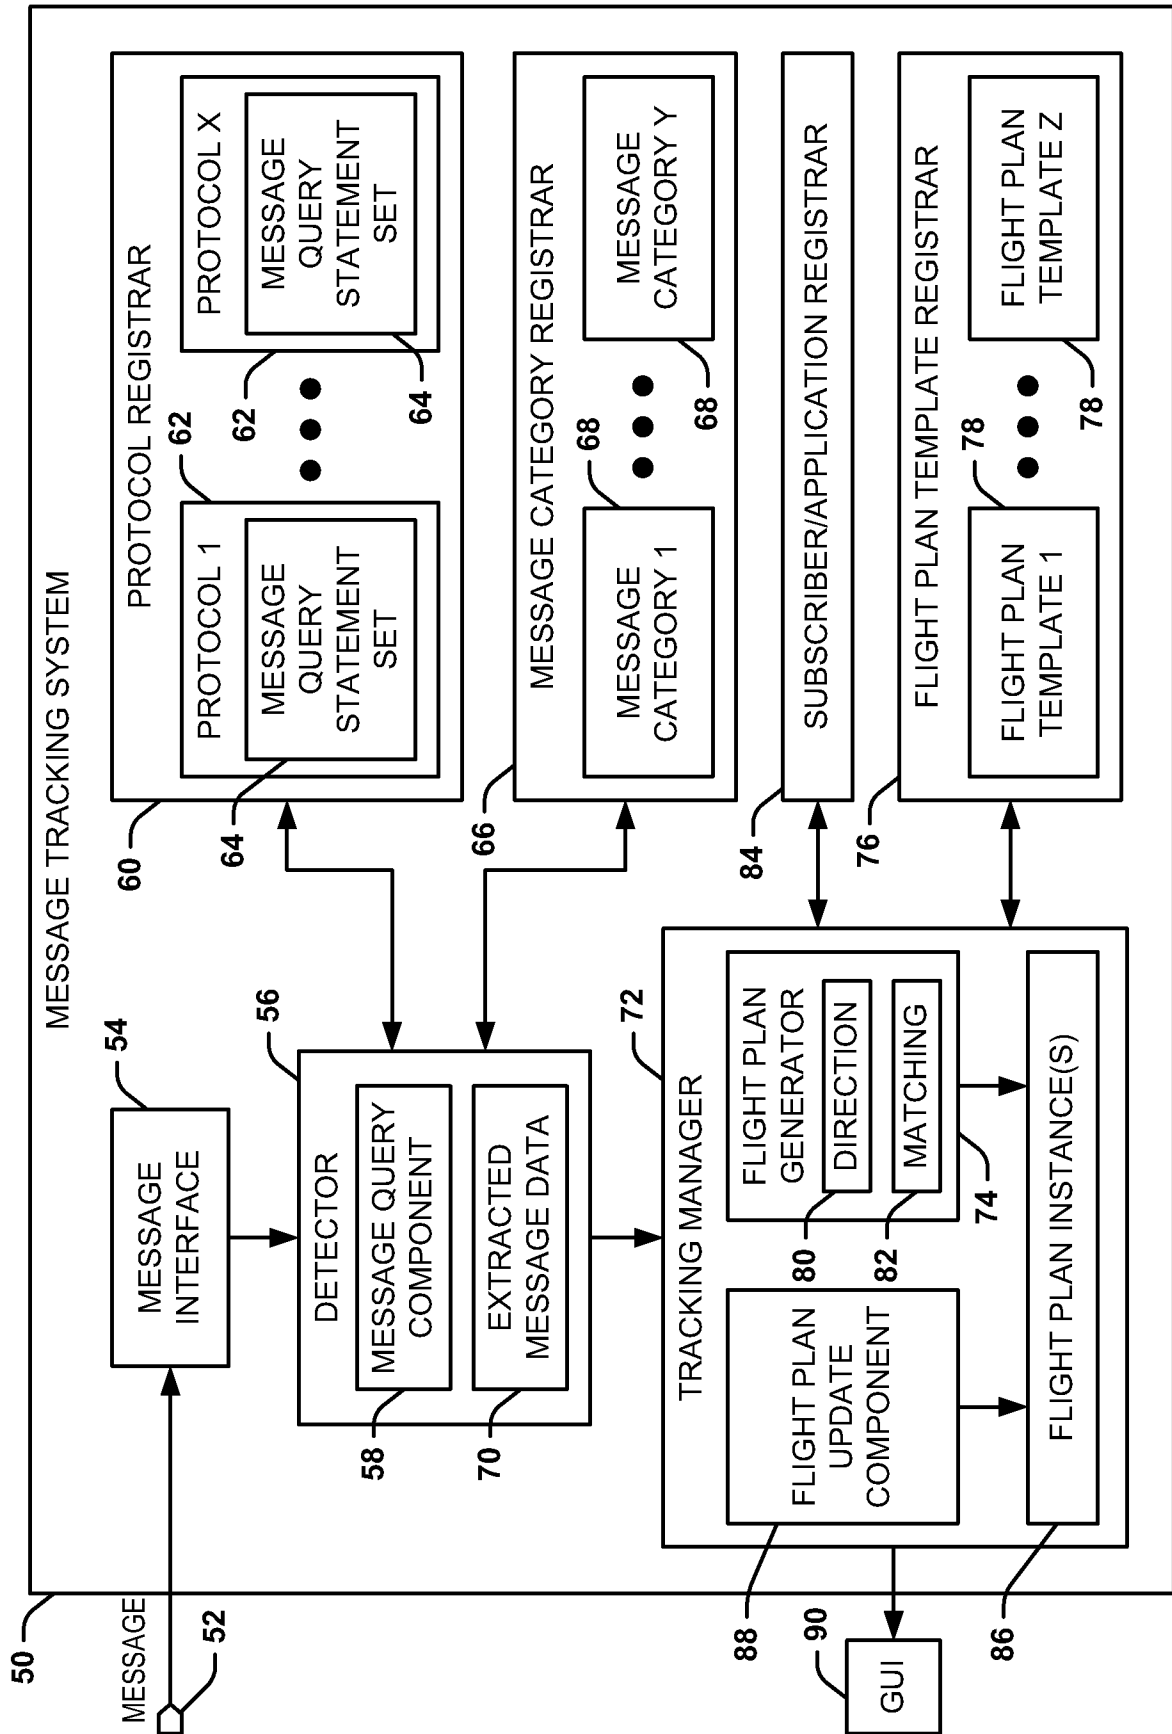 MESSAGE TRACKING SYSTEM
50
MESSAGE
52
54
MESSAGE
INTERFACE
56
DETECTOR
MESSAGE QUERY
COMPONENT
58
EXTRACTED
MESSAGE DATA
70
60
PROTOCOL REGISTRAR
PROTOCOL 1
62
MESSAGE
QUERY
STATEMENT
SET
64
PROTOCOL X
62
MESSAGE
QUERY
STATEMENT
SET
64
66
MESSAGE CATEGORY REGISTRAR
MESSAGE
CATEGORY 1
68
MESSAGE
CATEGORY Y
68
84
SUBSCRIBER/APPLICATION REGISTRAR
76
FLIGHT PLAN TEMPLATE REGISTRAR
FLIGHT PLAN
TEMPLATE 1
78
FLIGHT PLAN
TEMPLATE Z
78
72
TRACKING MANAGER
FLIGHT PLAN
UPDATE
COMPONENT
88
FLIGHT PLAN
GENERATOR
DIRECTION
80
MATCHING
82
74
FLIGHT PLAN INSTANCE(S)
86
GUI
90